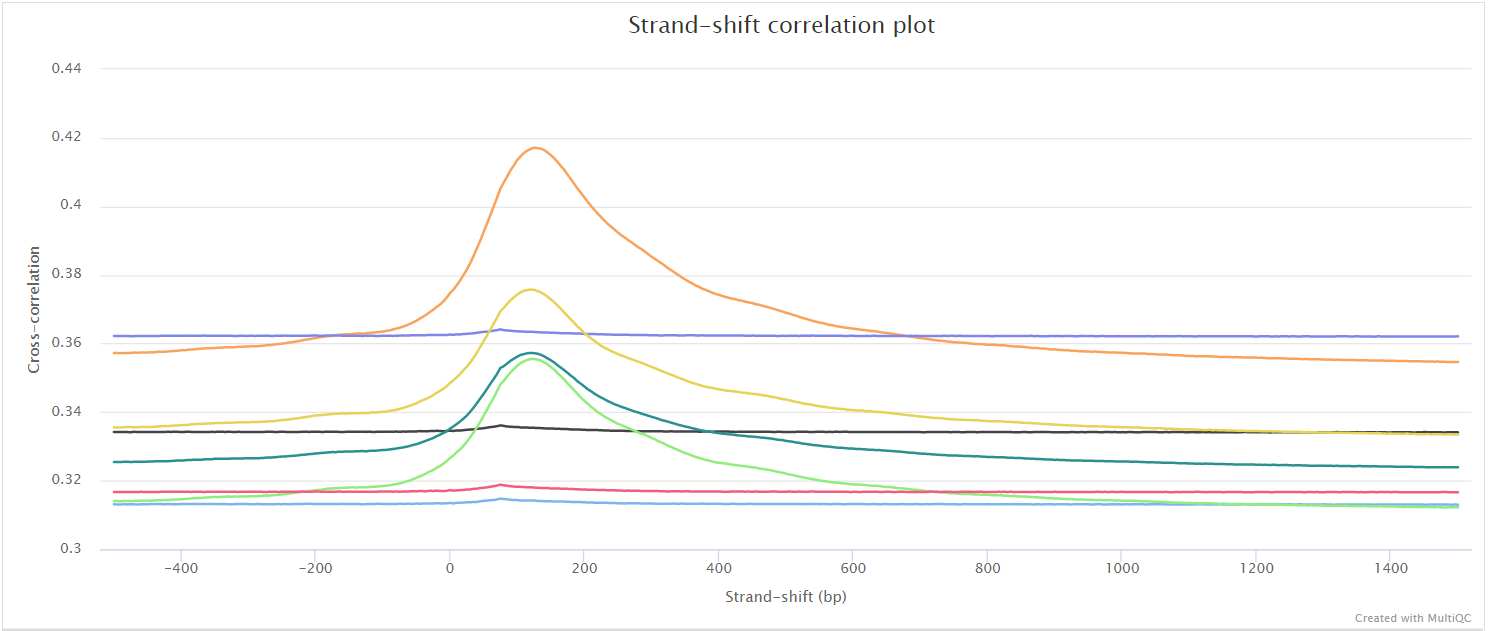 Strand-shift correlation plot
0.44
0.42
0.4
0.38
0.36
0.34
0.32
0.3
Cross-correlation
-400 -200 0 200 400 600 800 1000 1200 1400
Strand-shift (bp)
Created with MultiQC